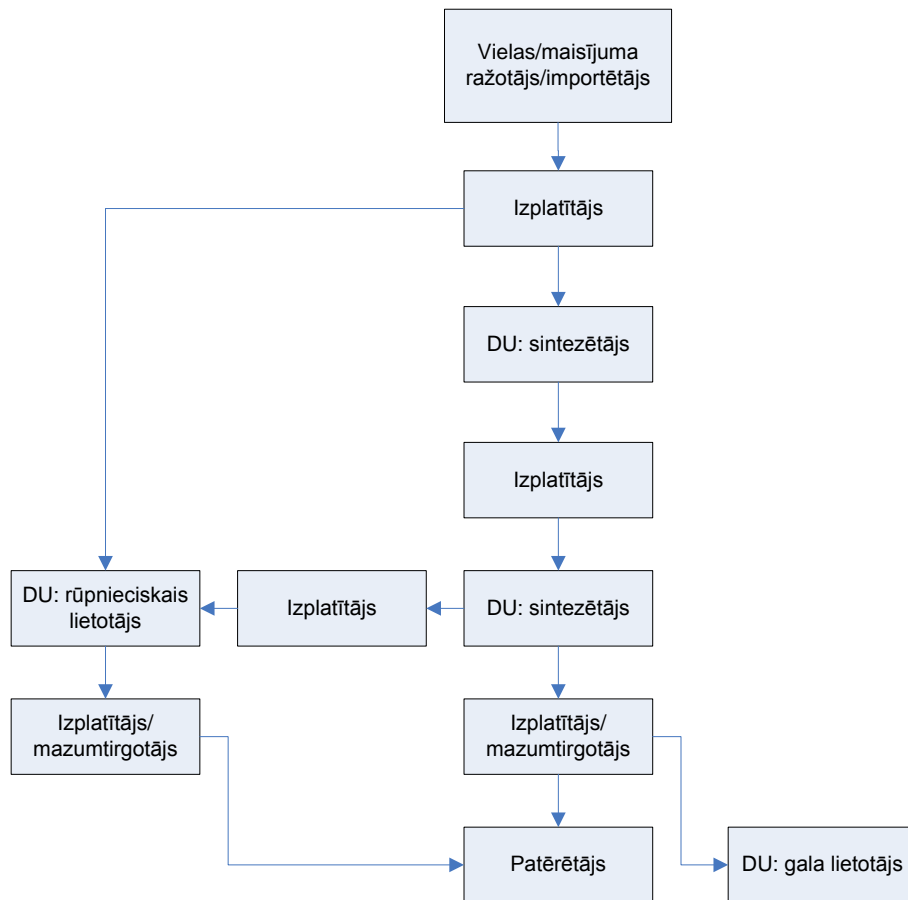 Vielas/maisījuma
ražotājs/importētājs
Izplatītājs
DU: sintezētājs
Izplatītājs
DU: rūpnieciskais
lietotājs
Izplatītājs
DU: sintezētājs
Izplatītājs/
mazumtirgotājs
Izplatītājs/
mazumtirgotājs
Patērētājs
DU: gala lietotājs